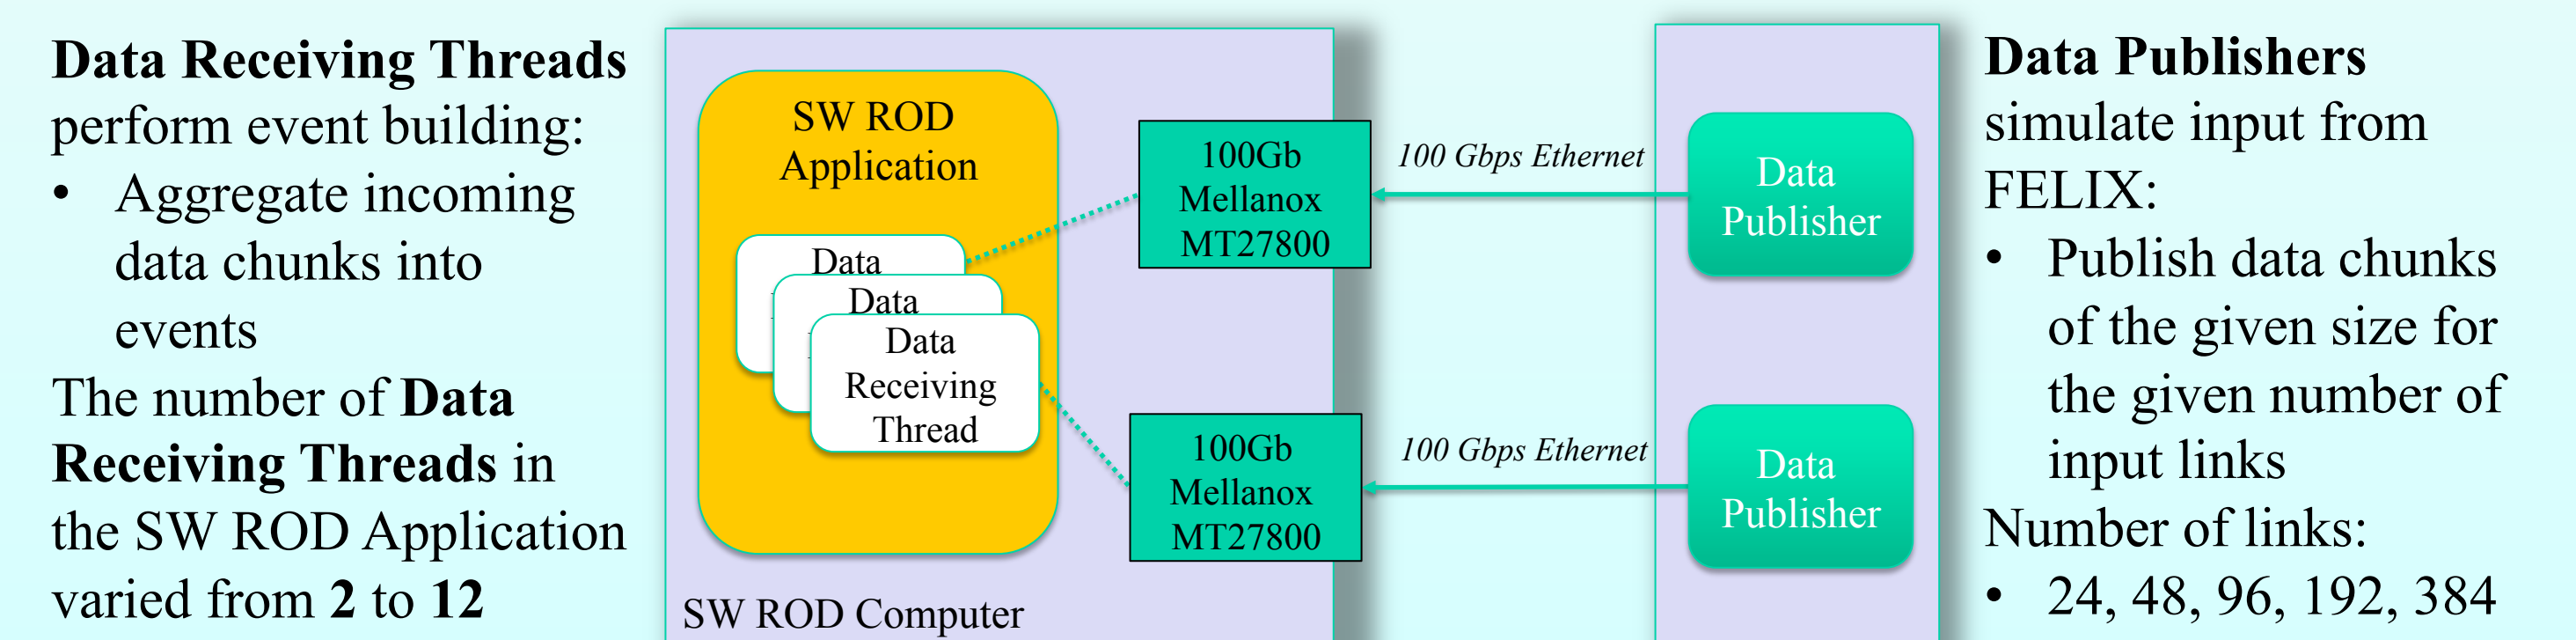 Data Receiving Threads
perform event building:
• Aggregate incoming
data chunks into
events
The number of Data
Receiving Threads in
the SW ROD Application
varied from 2 to 12
SW ROD
Application
Data
Data
Data
Receiving
Thread
SW ROD Computer
100Gb
Mellanox
MT27800
100Gb
Mellanox
MT27800
100 Gbps Ethernet
100 Gbps Ethernet
Data
Publisher
Data
Publisher
Data Publishers
simulate input from
FELIX:
• Publish data chunks
of the given size for
the given number of
input links
Number of links:
• 24, 48, 96, 192, 384